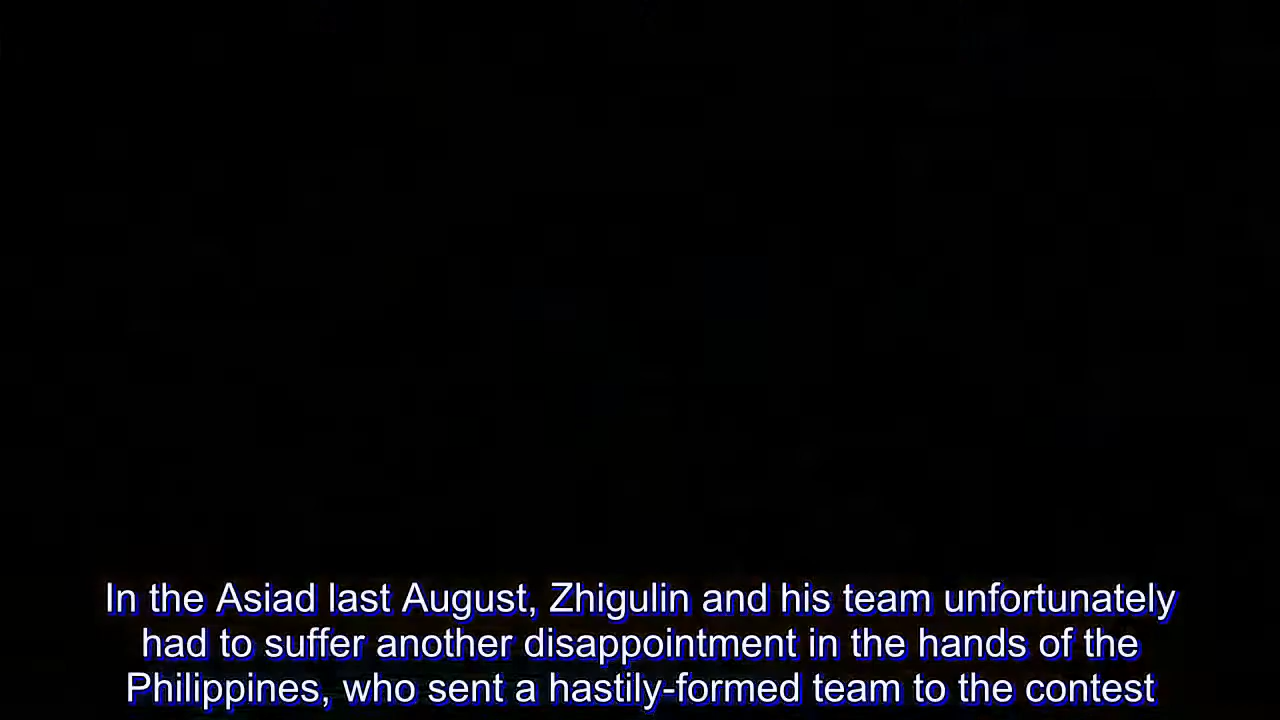 In the Asiad last August, Zhigulin and his team unfortunately
had to suffer another disappointment in the hands of the
Philippines, who sent a hastily-formed team to the contest